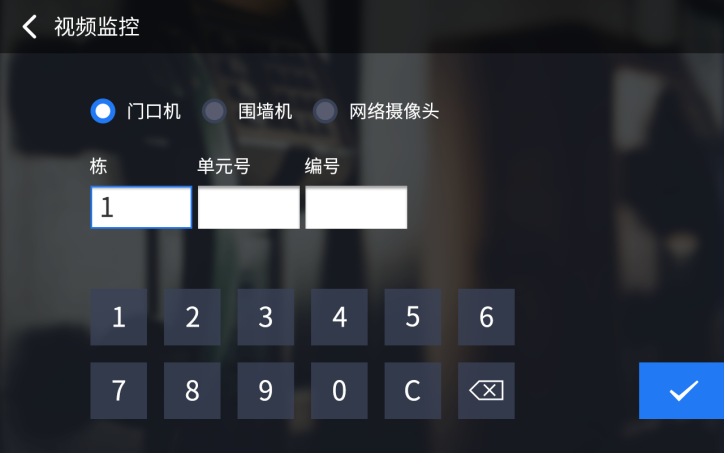 视频监控
门口机 围墙机 网络摄像头
栋 单元号 编号
1
1 2 3 4 5 6
7 8 9 0 C